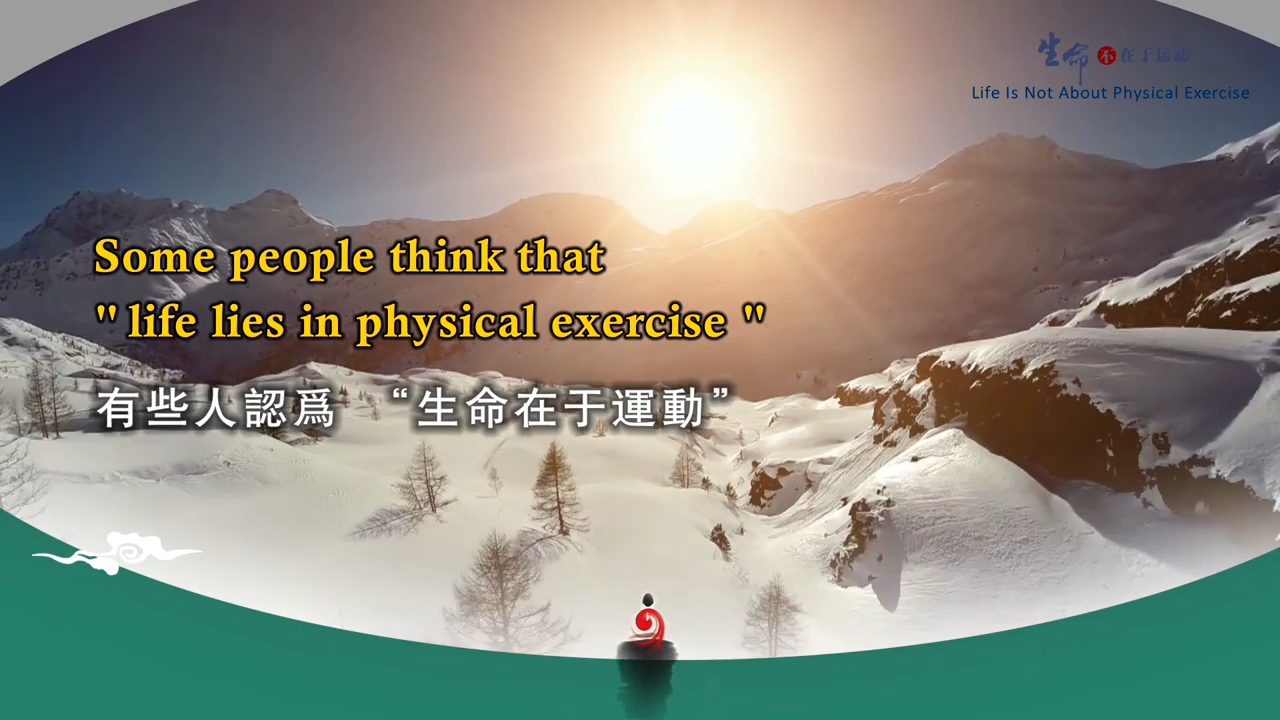 生命不在于运动
Life Is Not About Physical Exercise
Some people think that
" life lies in physical exercise "
有些人認爲 “生命在于運動”